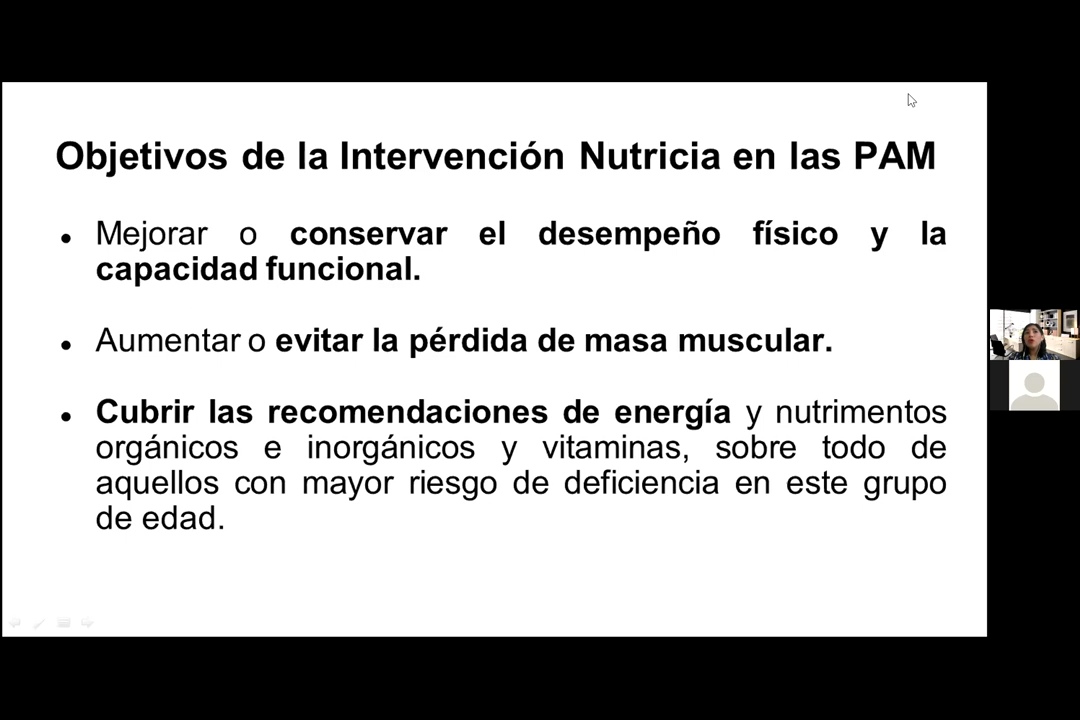 Objetivos de la Intervención Nutricia en las PAM
● Mejorar o conservar el desempeño físico y la
capacidad funcional.
● Aumentar o evitar la pérdida de masa muscular.
● Cubrir las recomendaciones de energía y nutrimentos
orgánicos e inorgánicos y vitaminas, sobre todo de
aquellos con mayor riesgo de deficiencia en este grupo
de edad.